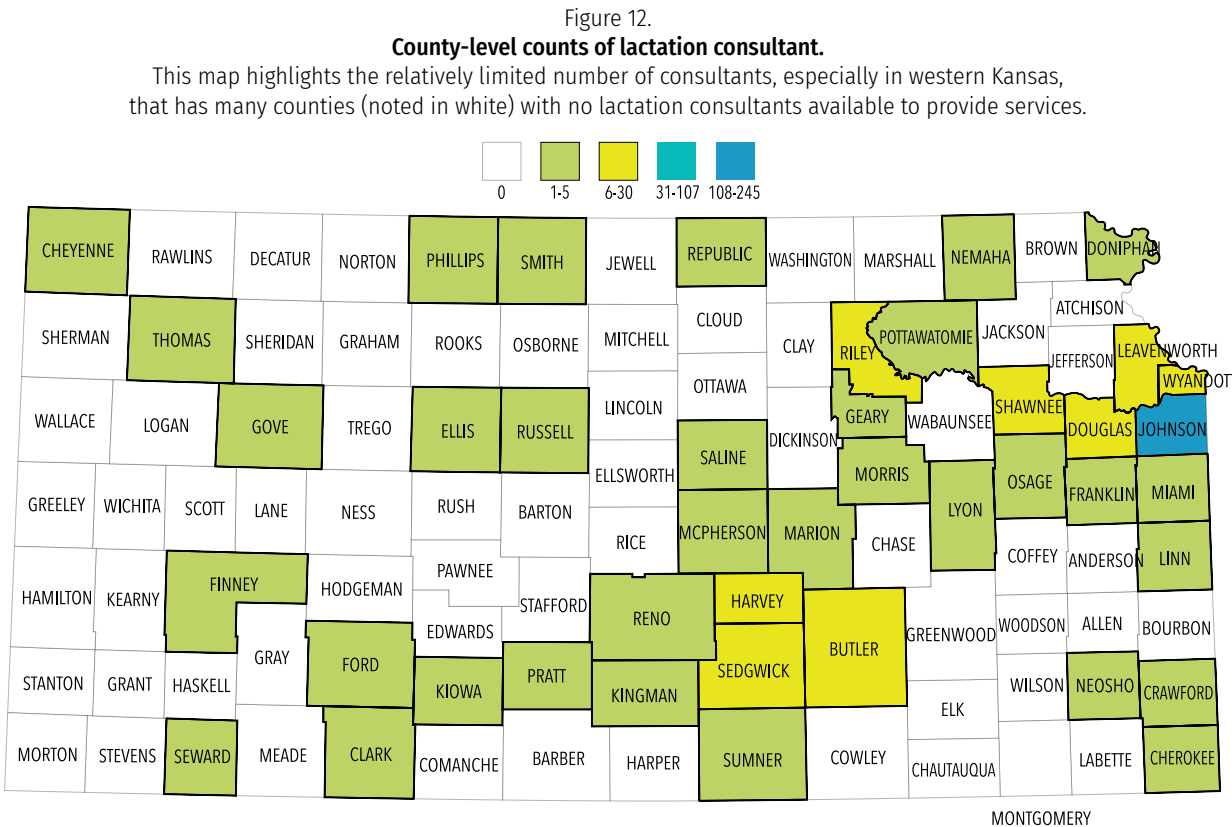 Figure 12.
County-level counts of lactation consultant.
This map highlights the relatively limited number of consultants, especially in western Kansas,
that has many counties (noted in white) with no lactation consultants available to provide services.
0 1-5 6-30 31-107 108-245
CHEYENNE RAWLINS DECATUR NORTON PHILLIPS SMITH JEWELL REPUBLIC WASHINGTON MARSHALL NEMAHA BROWN DONIPHAN
ATCHISON
SHERMAN THOMAS SHERIDAN GRAHAM ROOKS OSBORNE MITCHELL CLOUD CLAY RILEY POTTAWATOMIE JACKSON JEFFERSON LEAVENWORTH
OTTAWA SHAWNEE WYANDOT
WALLACE LOGAN GOVE TREGO ELLIS RUSSELL LINCOLN DICKINSON GEARY WABAUNSEE DOUGLAS JOHNSON
ELLSWORTH SALINE MORRIS
GREELEY WICHITA SCOTT LANE NESS RUSH BARTON RICE MCPHERSON MARION CHASE LYON OSAGE FRANKLIN MIAMI
HAMILTON KEARNY FINNEY HODGEMAN PAWNEE STAFFORD COFFEY ANDERSON LINN
EDWARDS RENO HARVEY GREENWOOD WOODSON ALLEN BOURBON
STANTON GRANT HASKELL GRAY FORD KIOWA PRATT KINGMAN SEDGWICK BUTLER WILSON NEOSHO CRAWFORD
ELK
MORTON STEVENS SEWARD MEADE CLARK COMANCHE BARBER HARPER SUMNER COWLEY CHAUTAUQUA LABETTE CHEROKEE
MONTGOMERY